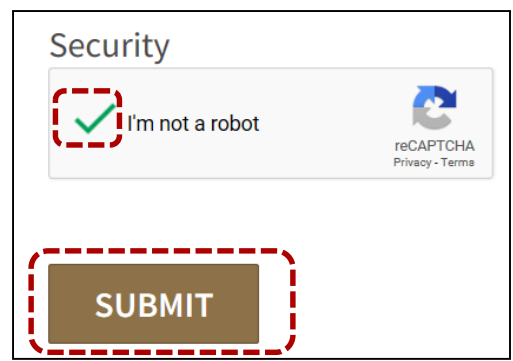 Security
I'm not a robot
reCAPTCHA
Privacy - Terms
SUBMIT